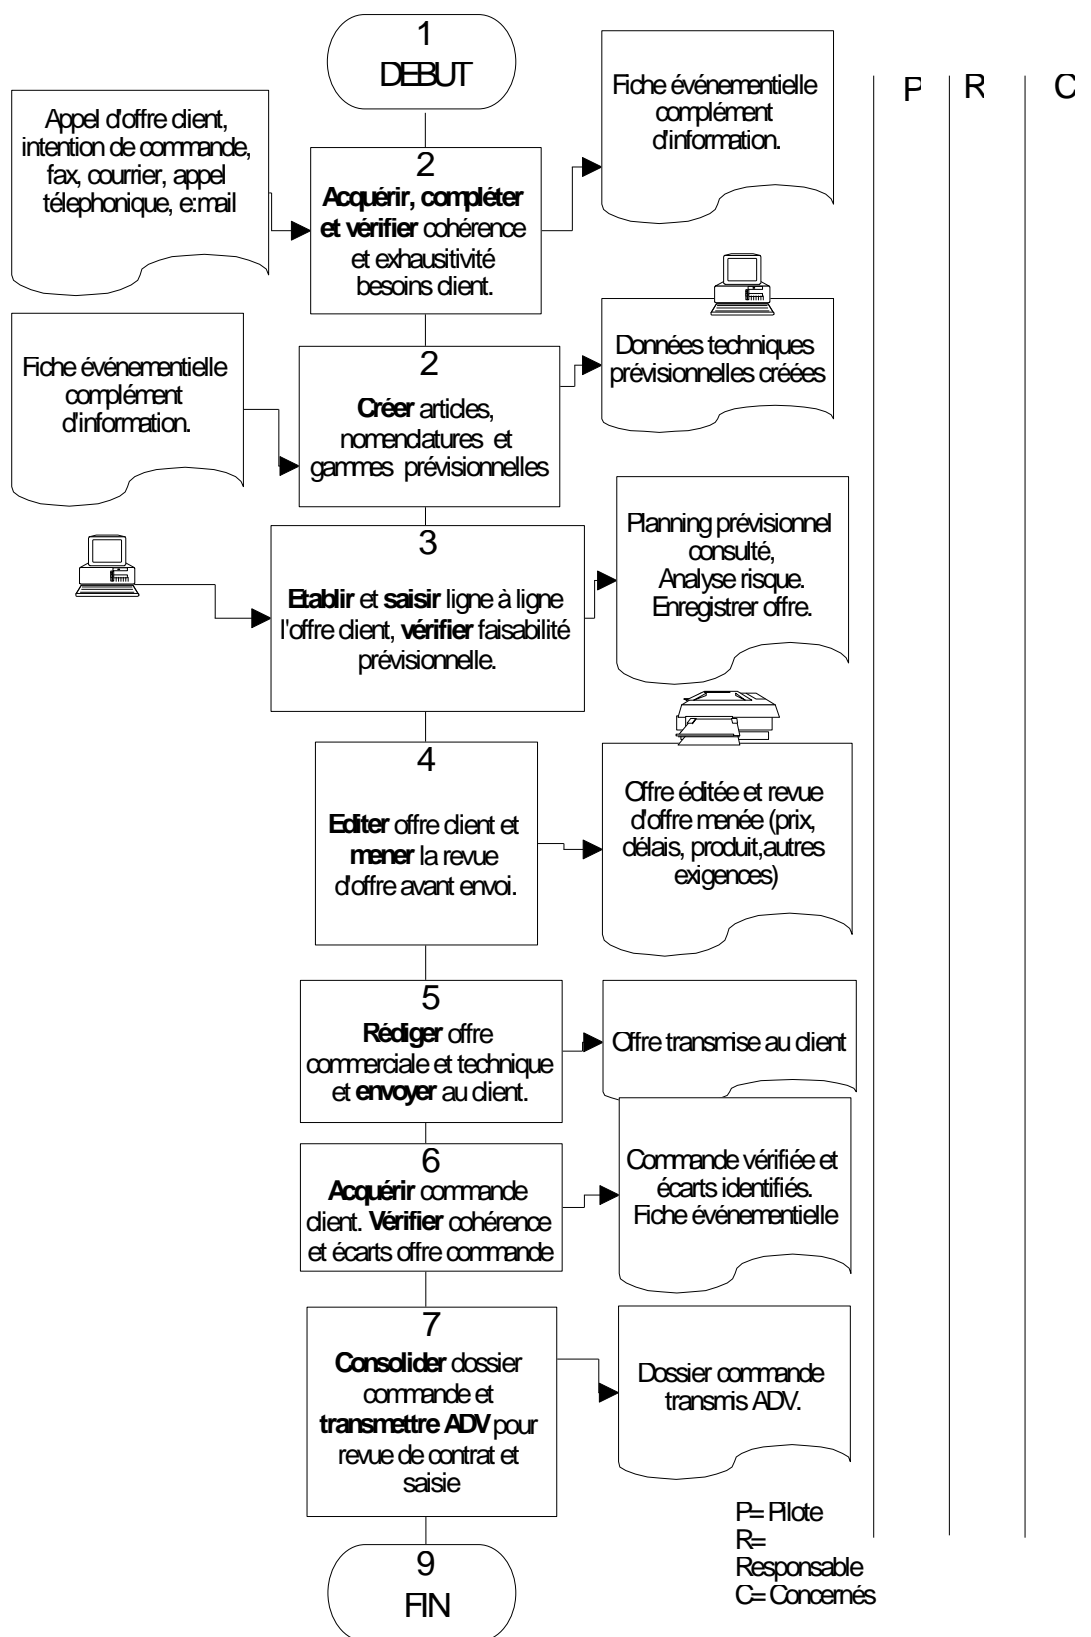 1
DEBUT
Fiche événementielle
complément
d'information.
P R C
Appel d'offre client,
intention de commande,
fax, courrier, appel
télephonique, e:mail
2
Acquérir, compléter
et vérifier cohérence
et exhausitivité
besoins client.
Fiche événementielle
complément
d'information.
2
Créer articles,
nomenclatures et
gammes prévisionnelles
Données techniques
prévisionnelles créées
3
Etablir et saisir ligne à ligne
l'offre client, vérifier faisabilité
prévisionnelle.
Planning prévisionnel
consulté,
Analyse risque.
Enregistrer offre.
4
Editer offre client et
mener la revue
d'offre avant envoi.
Offre éditée et revue
d'offre menée (prix,
délais, produit,autres
exigences)
5
Rédiger offre
commerciale et technique
et envoyer au client.
Offre transmise au client
6
Acquérir commande
client. Vérifier cohérence
et écarts offre commande
Commande vérifiée et
écarts identifiés.
Fiche événementielle
7
Consolider dossier
commande et
transmettre ADV pour
revue de contrat et
saisie
Dossier commande
transmis ADV.
P= Pilote
R=
Responsable
C= Concernés
9
FIN